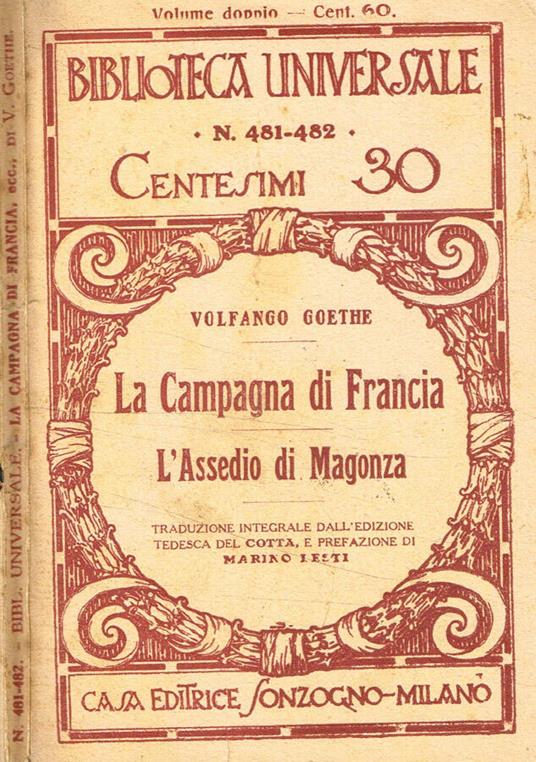 Volume doppio — Cent. 60.
BIBLIOTECA UNIVERSALE
• N. 481-482 •
CENTESIMI 30
VOLFANGO GOETHE
La Campagna di Francia
L'Assedio di Magonza
TRADUZIONE INTEGRALE DALL'EDIZIONE
TEDESCA DEL COTTA, E PREFAZIONE DI
MARINO LESTI
CASA EDITRICE SONZOGNO-MILANO
N. 481-482. - BIBL. UNIVERSALE. - LA CAMPAGNA DI FRANCIA, ecc., DI V. GOETHE.